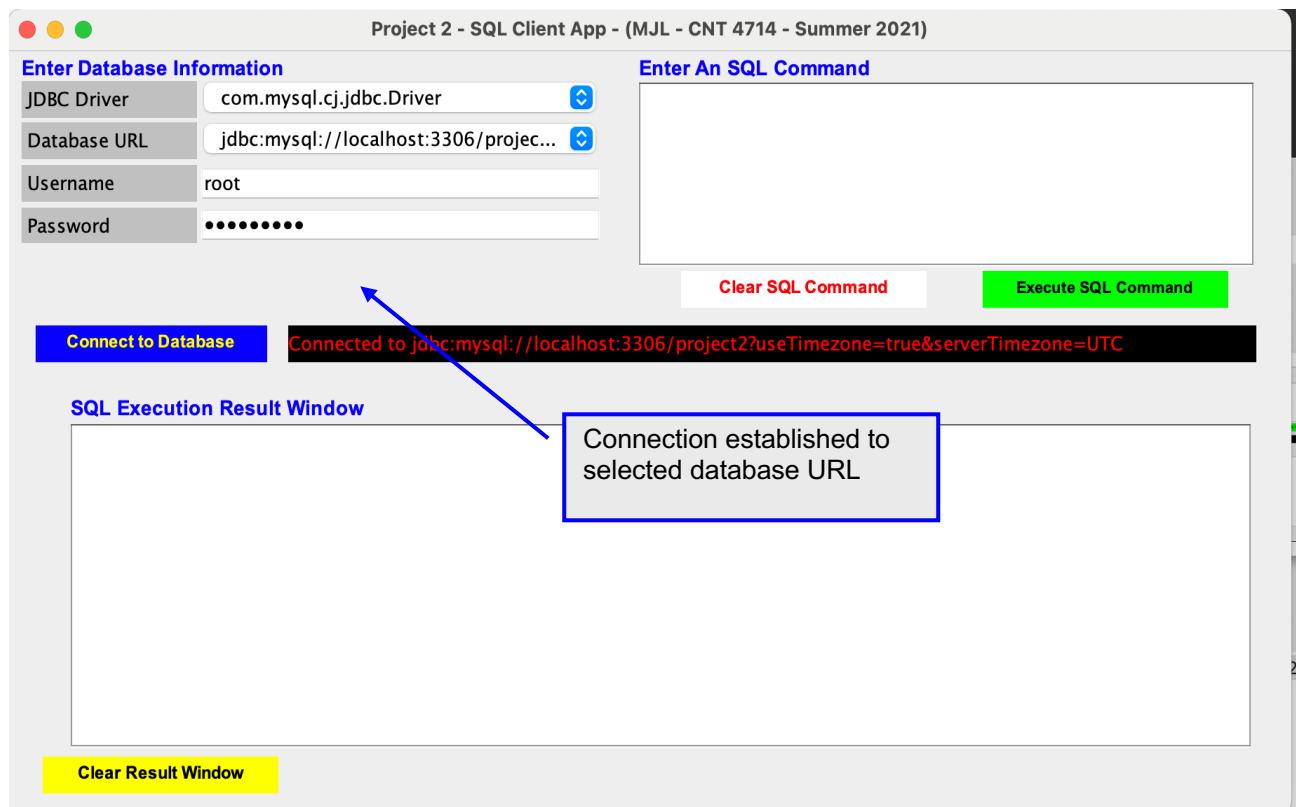 Project 2 - SQL Client App - (MJL - CNT 4714 - Summer 2021)
Enter Database Information
JDBC Driver
com.mysql.cj.jdbc.Driver
Database URL
jdbc:mysql://localhost:3306/projec...
Username
root
Password
•••••••••
Enter An SQL Command
Clear SQL Command
Execute SQL Command
Connect to Database
Connected to jdbc:mysql://localhost:3306/project2?useTimezone=true&serverTimezone=UTC
SQL Execution Result Window
Connection established to
selected database URL
Clear Result Window
2